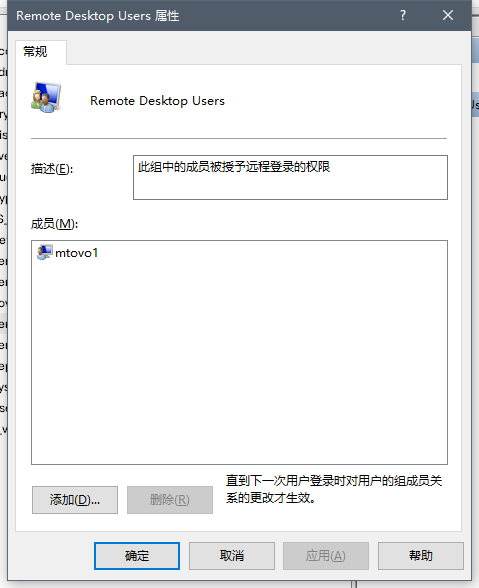 Remote Desktop Users 属性
常规
Remote Desktop Users
描述(E):
此组中的成员被授予远程登录的权限
成员(M):
mtovo1
添加(D)...
删除(R)
直到下一次用户登录时对用户的组成员关
系的更改才生效。
确定
取消
应用(A)
帮助